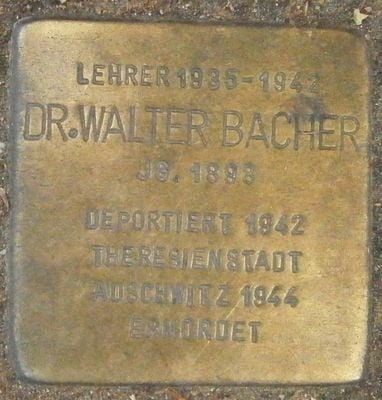 LEHRER 1935-1942
DR. WALTER BACHER
JG. 1893
DEPORTIERT 1942
THERESIENSTADT
AUSCHWITZ 1944
ERMORDET